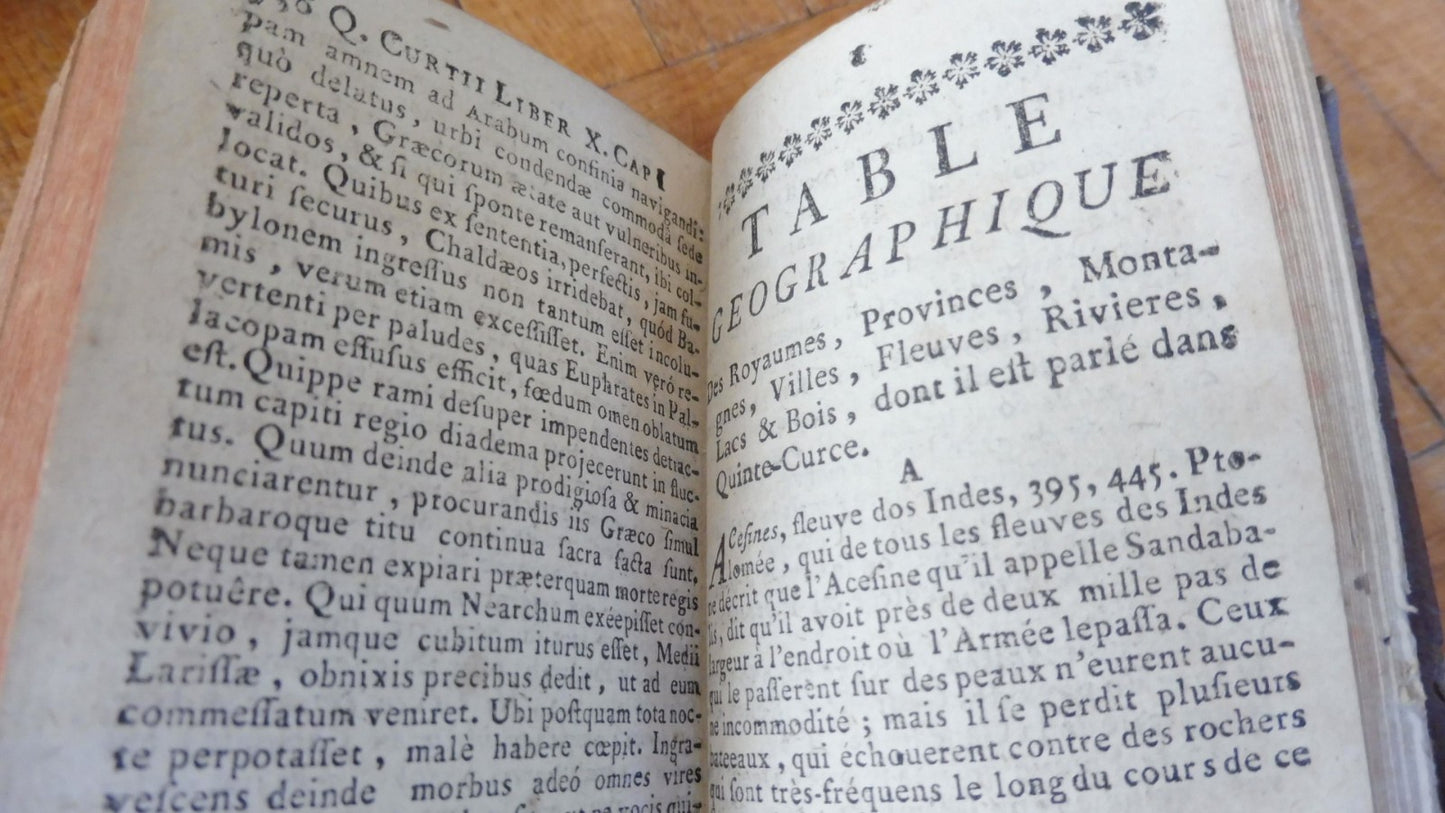 Q. CURTII LIBER X. CAP
pam amnem ad Arabum confinia navigandi:
quò delatus, urbi condendæ commodâ ſede
reperta, Græcorum ætate aut vulneribus in-
validos, & ſi qui ſponte remanſerant, ibi col-
locat. Quibus ex ſententia, perfectis, jam fu-
turi ſecurus, Chaldæos irridebat, quód Ba-
bylonem ingreſſus non tantum eſſet incolu-
mis, verum etiam exceſſiſſet. Enim veró re-
vertenti per paludes, quas Euphrates in Pal-
lacopam effuſus efficit, fœdum omen oblatum
eſt. Quippe rami deſuper impendentes detrac-
tum capiti regio diadema projecerunt in fluc-
tus. Quum deinde alia prodigioſa & minacia
nunciarentur, procurandis iis Græco ſimul
barbaroque titu continua ſacra facta ſunt,
Neque tamen expiari præterquam morte regis
potuêre. Qui quum Nearchum exéepiſſet con-
vivio, jamque cubitum iturus eſſet, Medii
Lariſſæ, obnixis precibus dedit, ut ad eum
commeſſatum veniret. Ubi poſtquam tota noc-
te perpotaſſet, malè habere cœpit. Ingra-
veſcens deinde morbus adeó omnes vires
ne vocis qui-
TABLE
GEOGRAPHIQUE
Des Royaumes, Provinces, Monta-
gnes, Villes, Fleuves, Rivieres,
Lacs & Bois, dont il eſt parlé dans
Quinte-Curce.
A
ACeſines, fleuve dos Indes, 395, 445. Pto-
lomée, qui de tous les fleuves des Indes
ne décrit que l'Aceſine qu'il appelle Sandaba-
lis, dit qu'il avoit près de deux mille pas de
largeur à l'endroit où l'Armée lepaſſa. Ceux
qui le paſſerènt ſur des peaux n'eurent aucu-
ne incommodité; mais il ſe perdit pluſieurs
bateeaux, qui échouerent contre des rochers
qui ſont très-fréquens le long du cours de ce